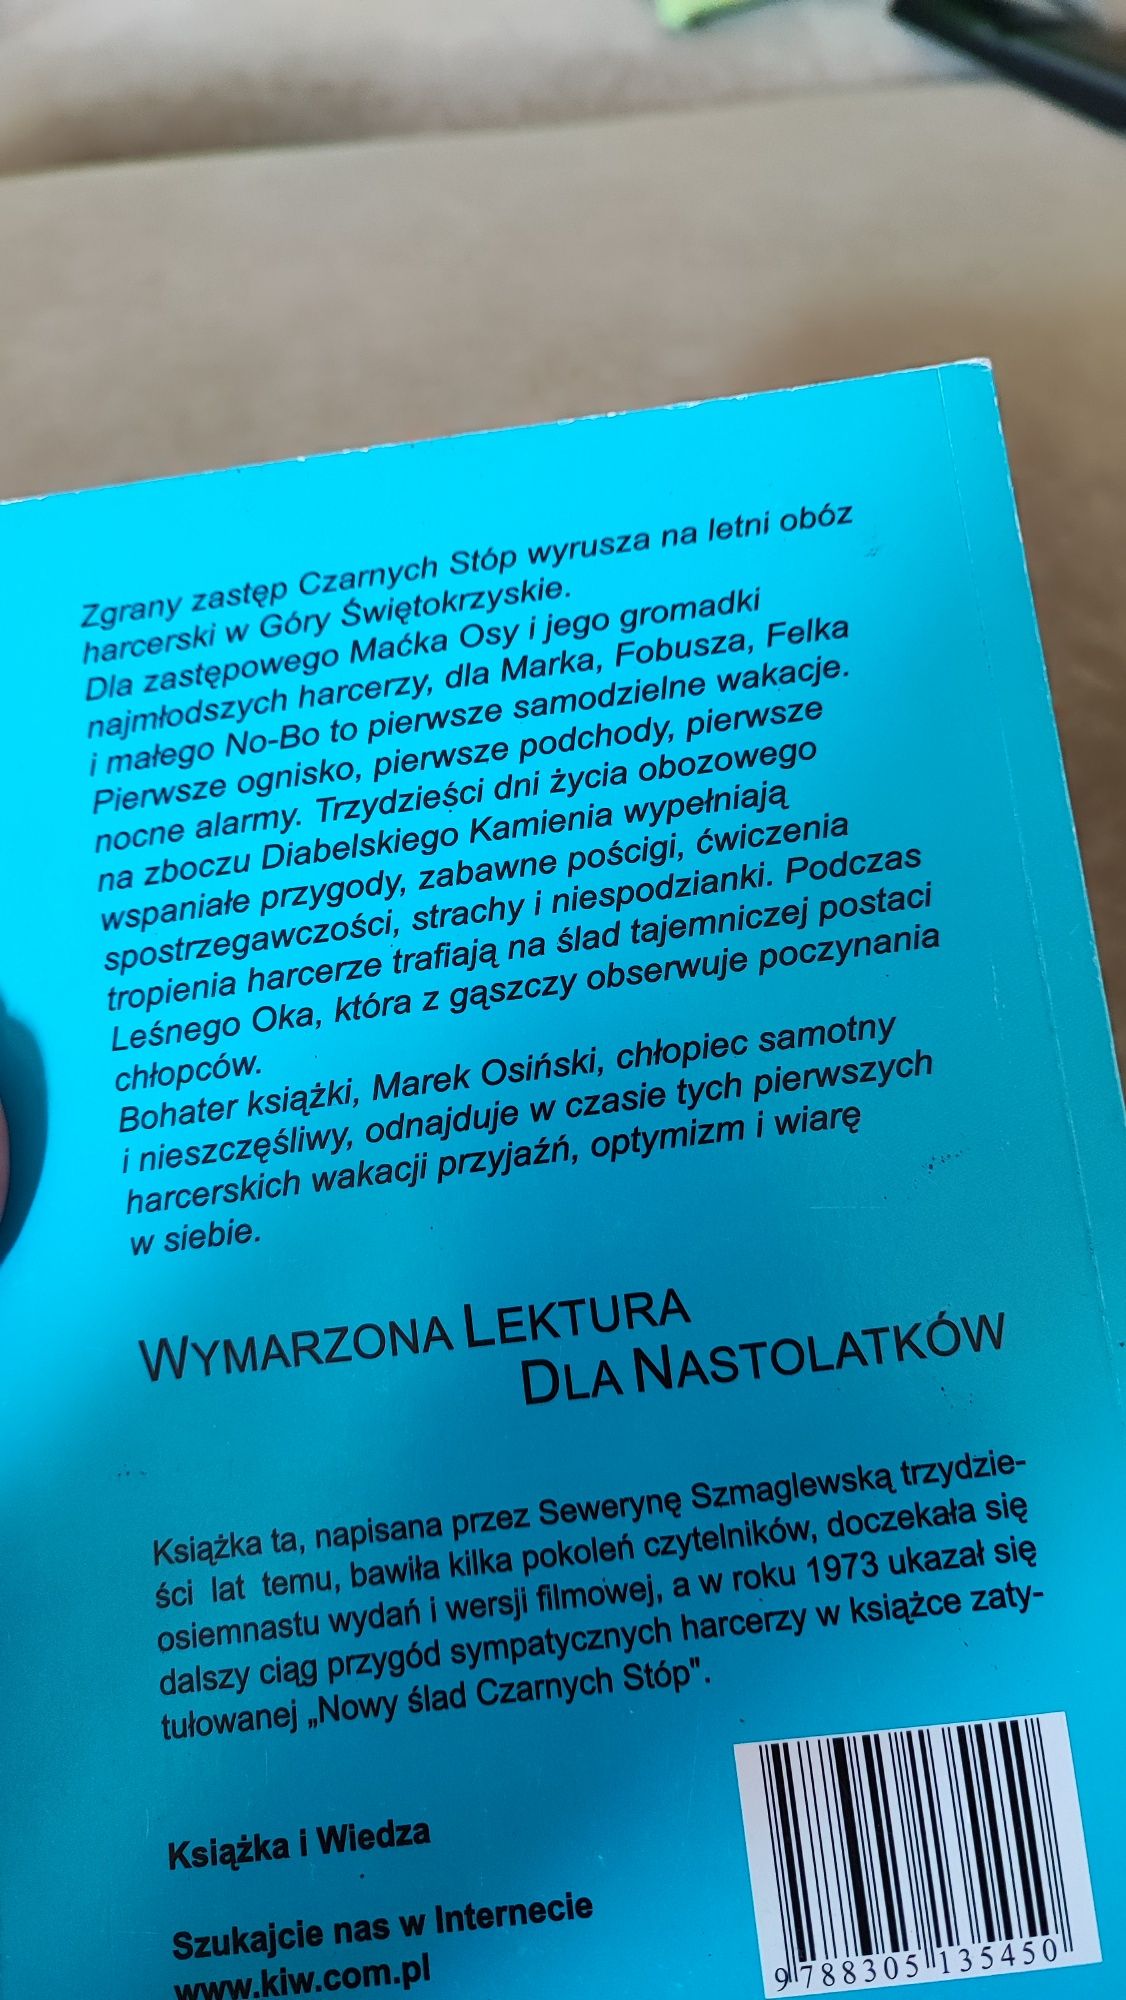 Zgrany zastęp Czarnych Stóp wyrusza na letni obóz
harcerski w Góry Świętokrzyskie.
Dla zastępowego Maćka Osy i jego gromadki
najmłodszych harcerzy, dla Marka, Fobusza, Felka
i małego No-Bo to pierwsze samodzielne wakacje.
Pierwsze ognisko, pierwsze podchody, pierwsze
nocne alarmy. Trzydzieści dni życia obozowego
na zboczu Diabelskiego Kamienia wypełniają
wspaniałe przygody, zabawne pościgi, ćwiczenia
spostrzegawczości, strachy i niespodzianki. Podczas
tropienia harcerze trafiają na ślad tajemniczej postaci
Leśnego Oka, która z gąszczy obserwuje poczynania
chłopców.
Bohater książki, Marek Osiński, chłopiec samotny
i nieszczęśliwy, odnajduje w czasie tych pierwszych
harcerskich wakacji przyjaźń, optymizm i wiarę
w siebie.
WYMARZONA LEKTURA
DLA NASTOLATKÓW
Książka ta, napisana przez Sewerynę Szmaglewską trzydzie-
ści lat temu, bawiła kilka pokoleń czytelników, doczekała się
osiemnastu wydań i wersji filmowej, a w roku 1973 ukazał się
dalszy ciąg przygód sympatycznych harcerzy w książce zaty-
tułowanej „Nowy ślad Czarnych Stóp".
Książka i Wiedza
Szukajcie nas w Internecie
www.kiw.com.pl
9 788305 135450